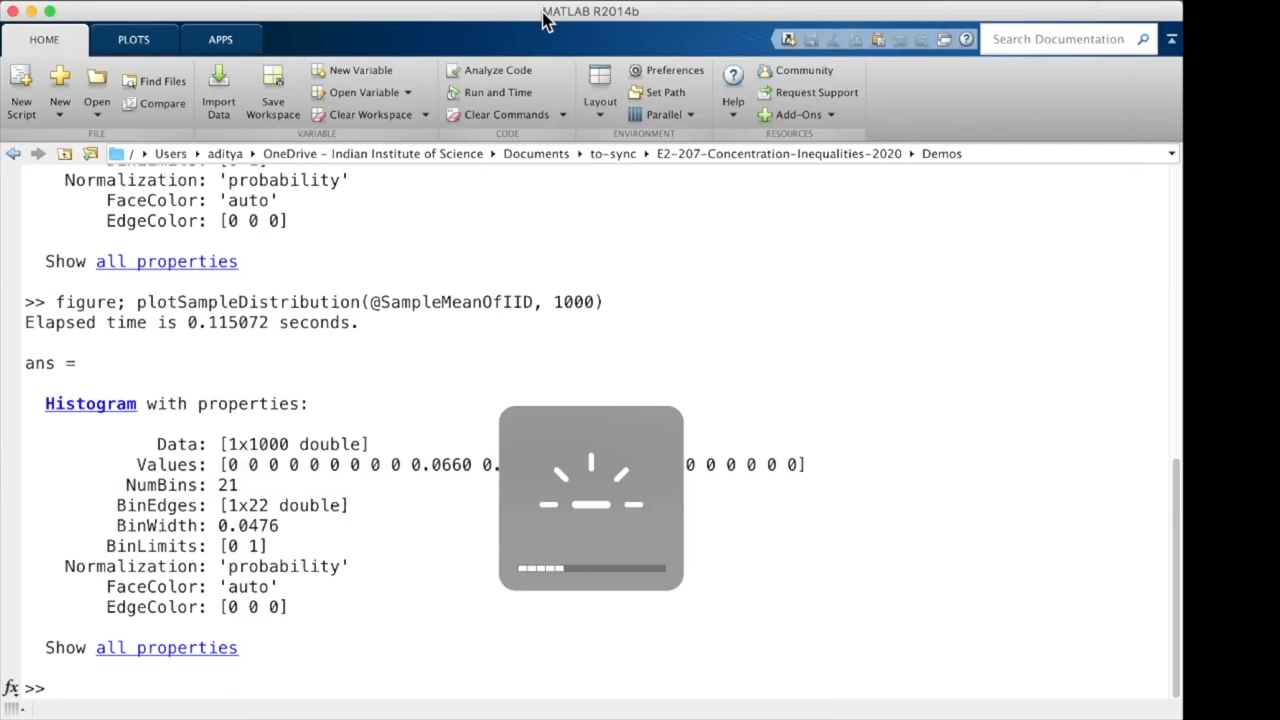 MATLAB R2014b
HOME PLOTS APPS
Search Documentation
New Script
New
Open
Find Files
Compare
FILE
Import Data
Save Workspace
New Variable
Open Variable
Clear Workspace
VARIABLE
Analyze Code
Run and Time
Clear Commands
CODE
Layout
Preferences
Set Path
Parallel
ENVIRONMENT
Help
Community
Request Support
Add-Ons
RESOURCES
/ Users aditya OneDrive - Indian Institute of Science Documents to-sync E2-207-Concentration-Inequalities-2020 Demos
Normalization: 'probability'
FaceColor: 'auto'
EdgeColor: [0 0 0]
Show all properties
>> figure; plotSampleDistribution(@SampleMeanOfIID, 1000)
Elapsed time is 0.115072 seconds.
ans =
Histogram with properties:
Data: [1x1000 double]
Values: [0 0 0 0 0 0 0 0 0 0.0660 0. 0 0 0 0 0 0]
NumBins: 21
BinEdges: [1x22 double]
BinWidth: 0.0476
BinLimits: [0 1]
Normalization: 'probability'
FaceColor: 'auto'
EdgeColor: [0 0 0]
Show all properties
fx >>